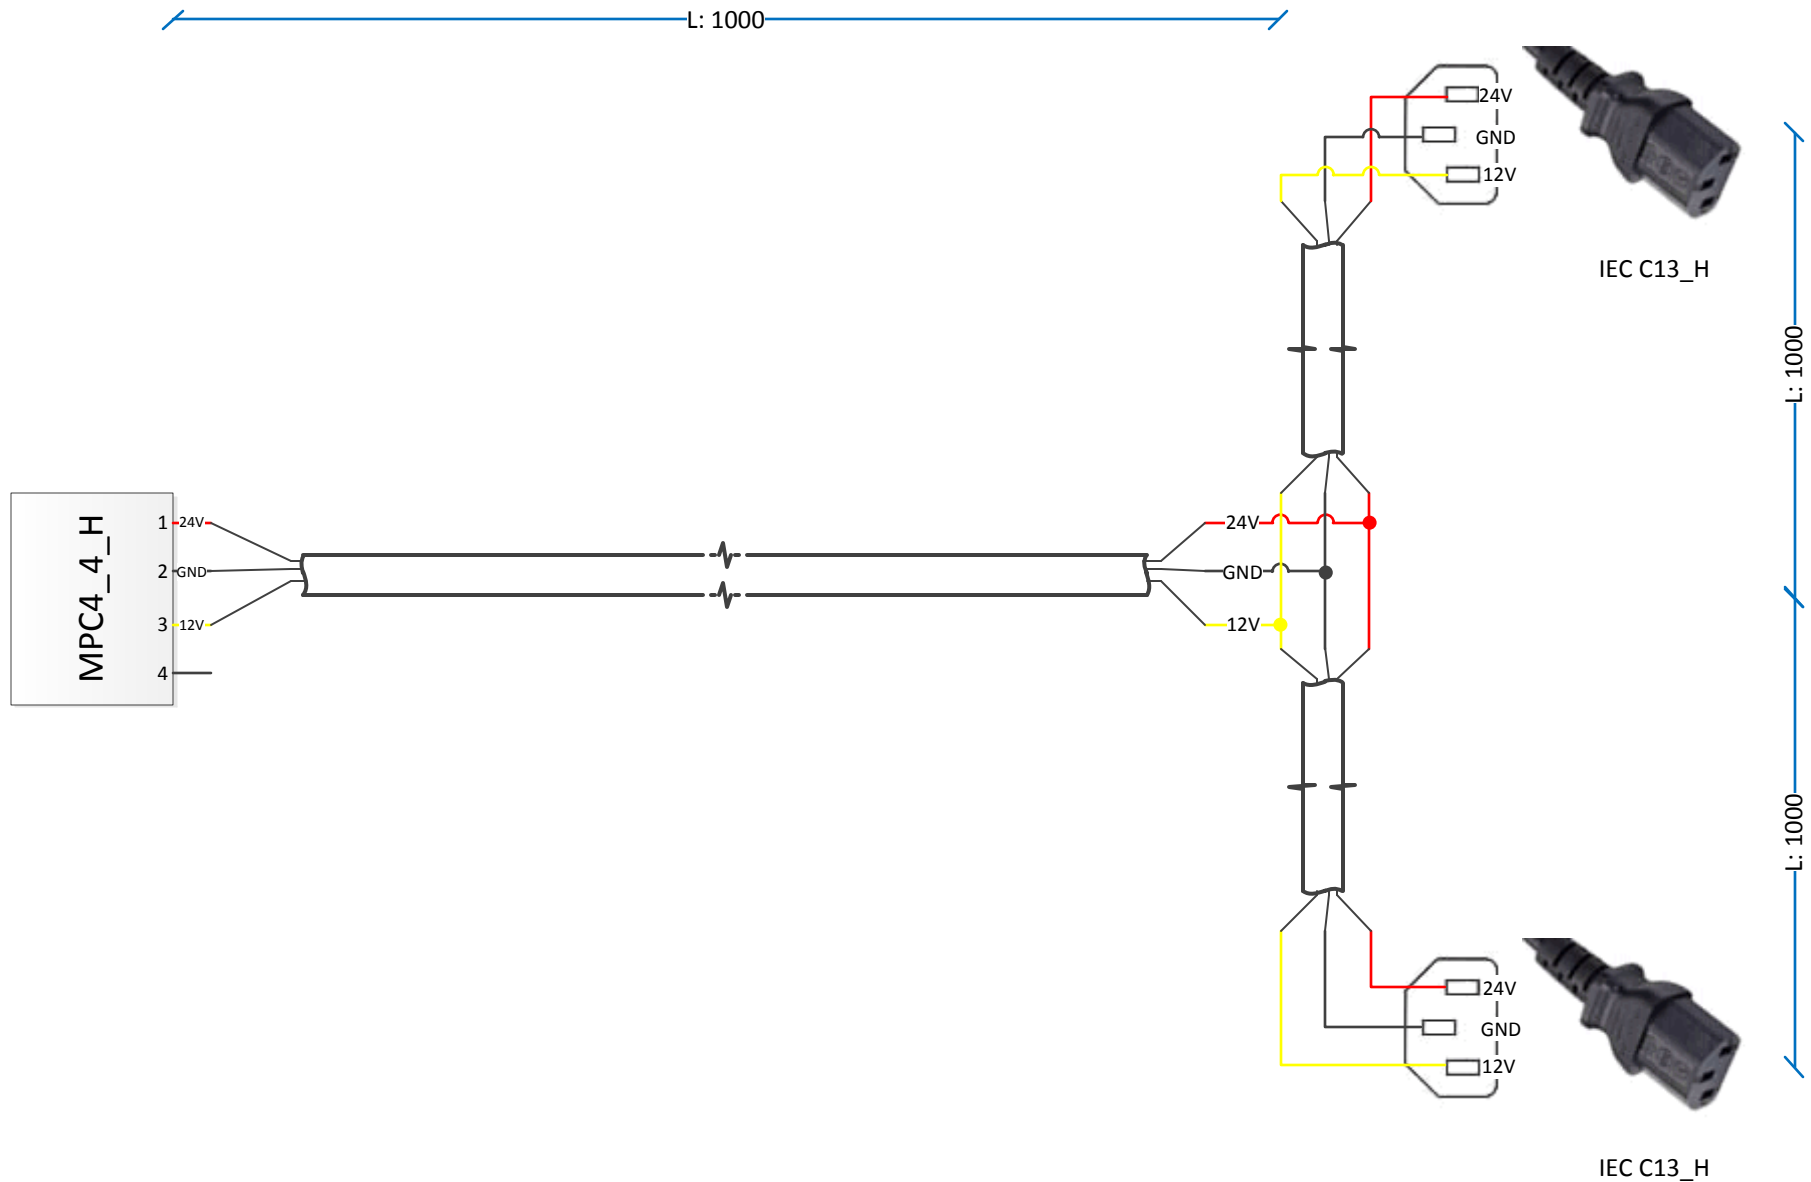 L: 1000
24V
GND
12V
IEC C13_H
L: 1000
MPC4_4_H
1
24V
2
GND
3
12V
4
24V
GND
12V
L: 1000
24V
GND
12V
IEC C13_H